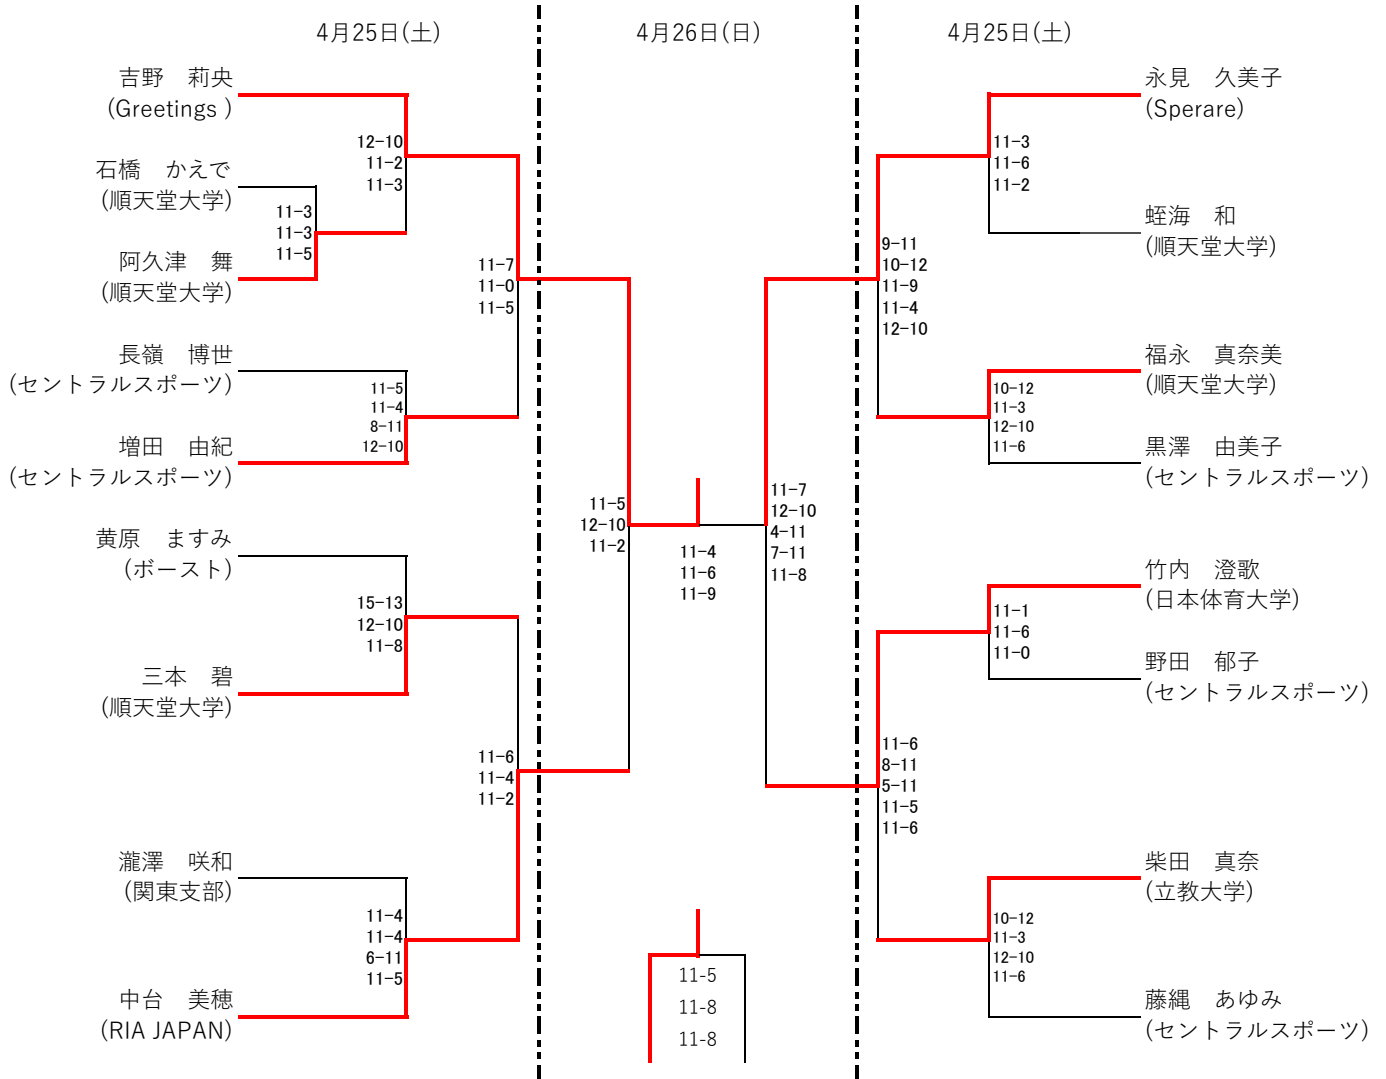 4月25日(土)
4月26日(日)
4月25日(土)
吉野　莉央
(Greetings )
12-10
11-2
11-3
石橋　かえで
(順天堂大学)
11-3
11-3
11-5
阿久津　舞
(順天堂大学)
11-7
11-0
11-5
長嶺　博世
(セントラルスポーツ)
11-5
11-4
8-11
12-10
増田　由紀
(セントラルスポーツ)
11-5
12-10
11-2
黄原　ますみ
(ボースト)
15-13
12-10
11-8
三本　碧
(順天堂大学)
11-6
11-4
11-2
瀧澤　咲和
(関東支部)
11-4
11-4
6-11
11-5
中台　美穂
(RIA JAPAN)
11-4
11-6
11-9
11-5
11-8
11-8
永見　久美子
(Sperare)
11-3
11-6
11-2
蛭海　和
(順天堂大学)
9-11
10-12
11-9
11-4
12-10
福永　真奈美
(順天堂大学)
10-12
11-3
12-10
11-6
黒澤　由美子
(セントラルスポーツ)
11-7
12-10
4-11
7-11
11-8
竹内　澄歌
(日本体育大学)
11-1
11-6
11-0
野田　郁子
(セントラルスポーツ)
11-6
8-11
5-11
11-5
11-6
柴田　真奈
(立教大学)
10-12
11-3
12-10
11-6
藤縄　あゆみ
(セントラルスポーツ)